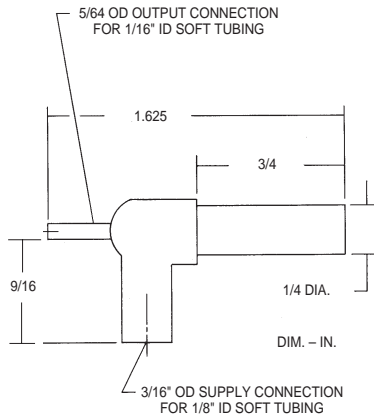 5/64 OD OUTPUT CONNECTION
FOR 1/16" ID SOFT TUBING
1.625
3/4
9/16
1/4 DIA.
DIM. – IN.
3/16" OD SUPPLY CONNECTION
FOR 1/8" ID SOFT TUBING